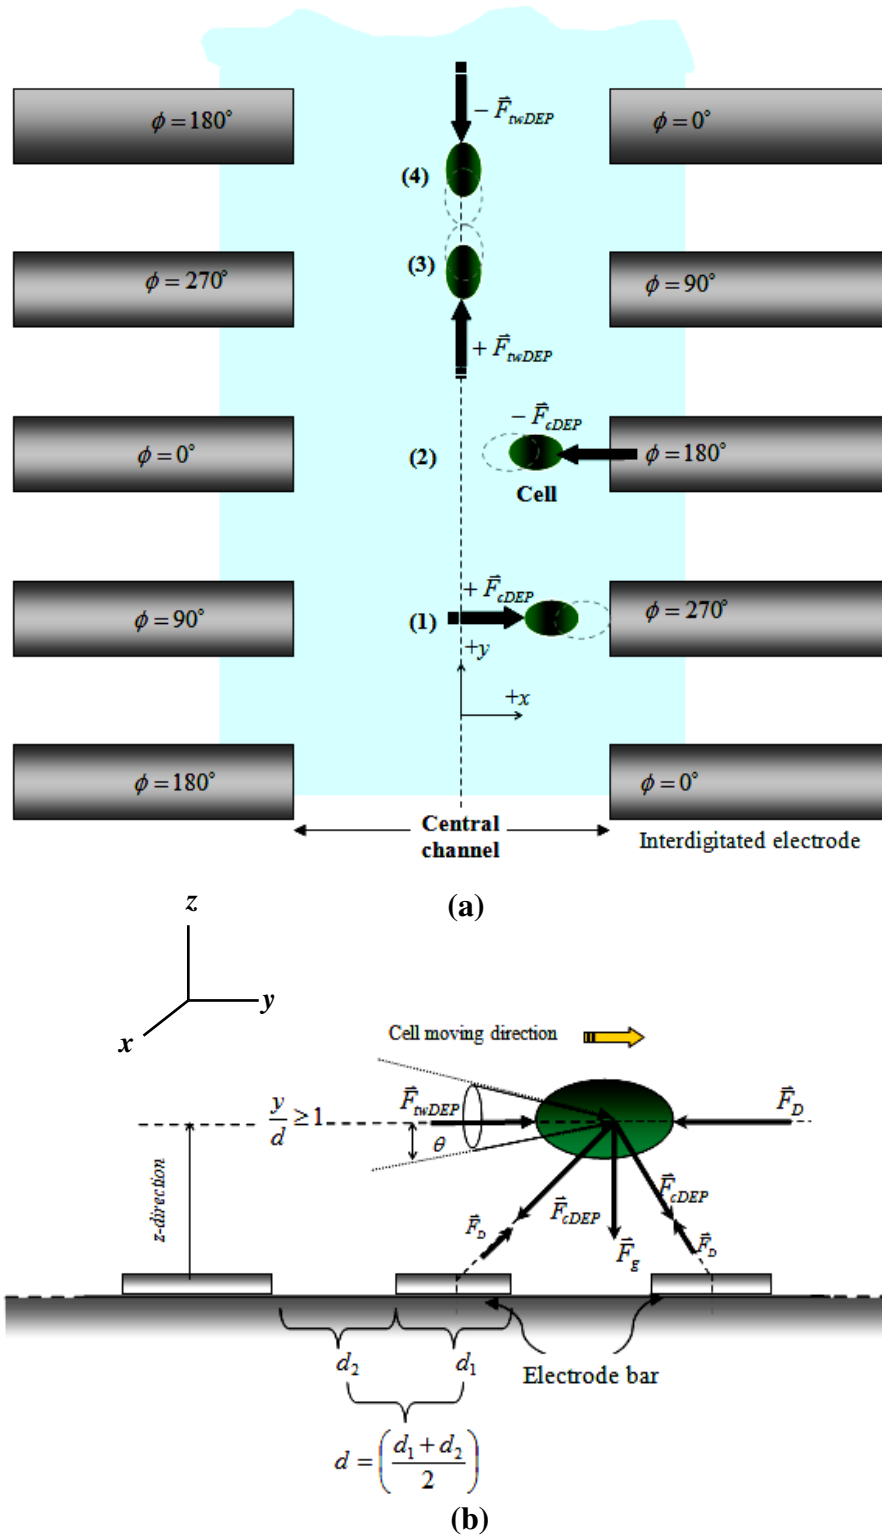 ϕ = 180°
ϕ = 0°
− F⃗twDEP
(4)
(3)
ϕ = 270°
ϕ = 90°
+ F⃗twDEP
− F⃗cDEP
ϕ = 0°
(2)
ϕ = 180°
Cell
+ F⃗cDEP
ϕ = 90°
(1)
ϕ = 270°
+y
+x
ϕ = 180°
ϕ = 0°
Central
channel
Interdigitated electrode
(a)
z
y
x
Cell moving direction
y/d ≥ 1
F⃗twDEP
F⃗D
θ
z-direction
F⃗cDEP
F⃗cDEP
F⃗D
F⃗g
F⃗D
d₂
d₁
Electrode bar
d = ((d₁ + d₂)/2)
(b)